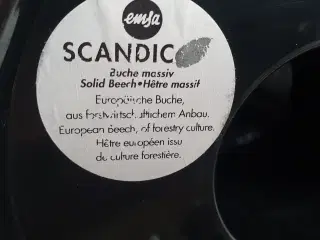 emsa
SCANDIC
Buche massiv
Solid Beech•Hêtre massif
Europäische Buche,
aus forstwirtschaftlichem Anbau.
European Beech, of forestry culture.
Hêtre européen issu
du culture forestière.